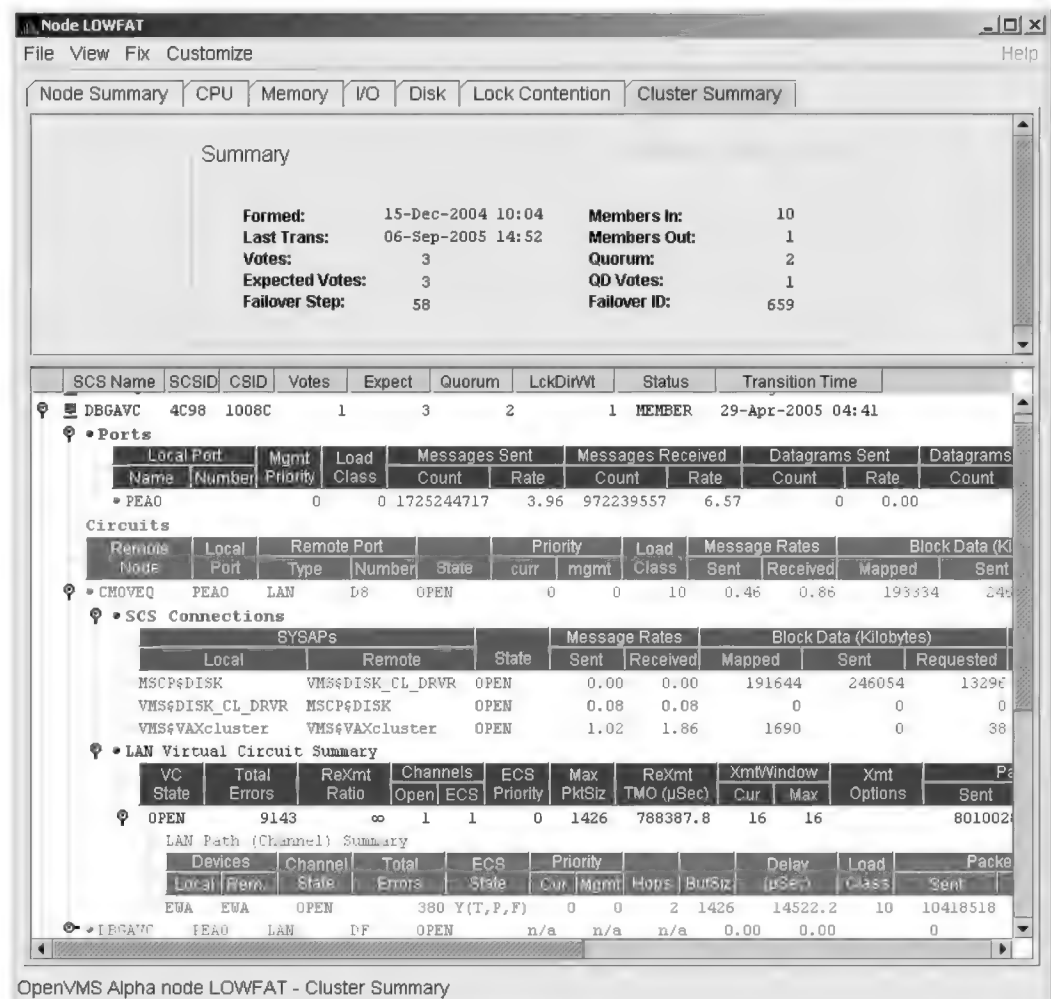 Node LOWFAT
File View Fix Customize Help
Node Summary CPU Memory I/O Disk Lock Contention Cluster Summary
Summary
Formed: 15-Dec-2004 10:04 Members In: 10
Last Trans: 06-Sep-2005 14:52 Members Out: 1
Votes: 3 Quorum: 2
Expected Votes: 3 QD Votes: 1
Failover Step: 58 Failover ID: 659
SCS Name SCSID CSID Votes Expect Quorum LckDirWt Status Transition Time
DBGAVC 4C98 1008C 1 3 2 1 MEMBER 29-Apr-2005 04:41
Ports
Local Port Mgmt Load Messages Sent Messages Received Datagrams Sent Datagrams
Name Number Priority Class Count Rate Count Rate Count Rate Count
PEA0 0 0 1725244717 3.96 972239557 6.57 0 0.00
Circuits
Remote Local Remote Port Priority Load Message Rates Block Data (Ki
Node Port Type Number State curr mgmt Class Sent Received Mapped Sent
CMOVEQ PEA0 LAN D8 OPEN 0 0 10 0.46 0.86 193334 246
SCS Connections
SYSAPs Message Rates Block Data (Kilobytes)
Local Remote State Sent Received Mapped Sent Requested
MSCP$DISK VMS$DISK_CL_DRVR OPEN 0.00 0.00 191644 246054 13296
VMS$DISK_CL_DRVR MSCP$DISK OPEN 0.08 0.08 0 0 0
VMS$VAXcluster VMS$VAXcluster OPEN 1.02 1.86 1690 0 38
LAN Virtual Circuit Summary
VC Total ReXmt Channels ECS Max ReXmt XmtWindow Xmt Pa
State Errors Ratio Open ECS Priority PktSiz TMO (µSec) Cur Max Options Sent
OPEN 9143 ∞ 1 1 0 1426 788387.8 16 16 8010028
LAN Path (Channel) Summary
Devices Channel Total ECS Priority Delay Load Packe
Local Rem. State Errors State Cur Mgmt Hops BufSiz (µSec) Class Sent
EWA EWA OPEN 380 Y(T,P,F) 0 0 2 1426 14522.2 10 10418518
DBGAVC PEA0 LAN DF OPEN n/a n/a n/a 0.00 0.00 0
OpenVMS Alpha node LOWFAT - Cluster Summary